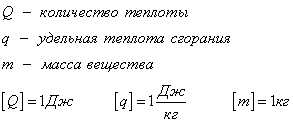 Q – количество теплоты
q – удельная теплота сгорания
m – масса вещества
[Q]=1Дж [q]=1 Дж/кг [m]=1кг